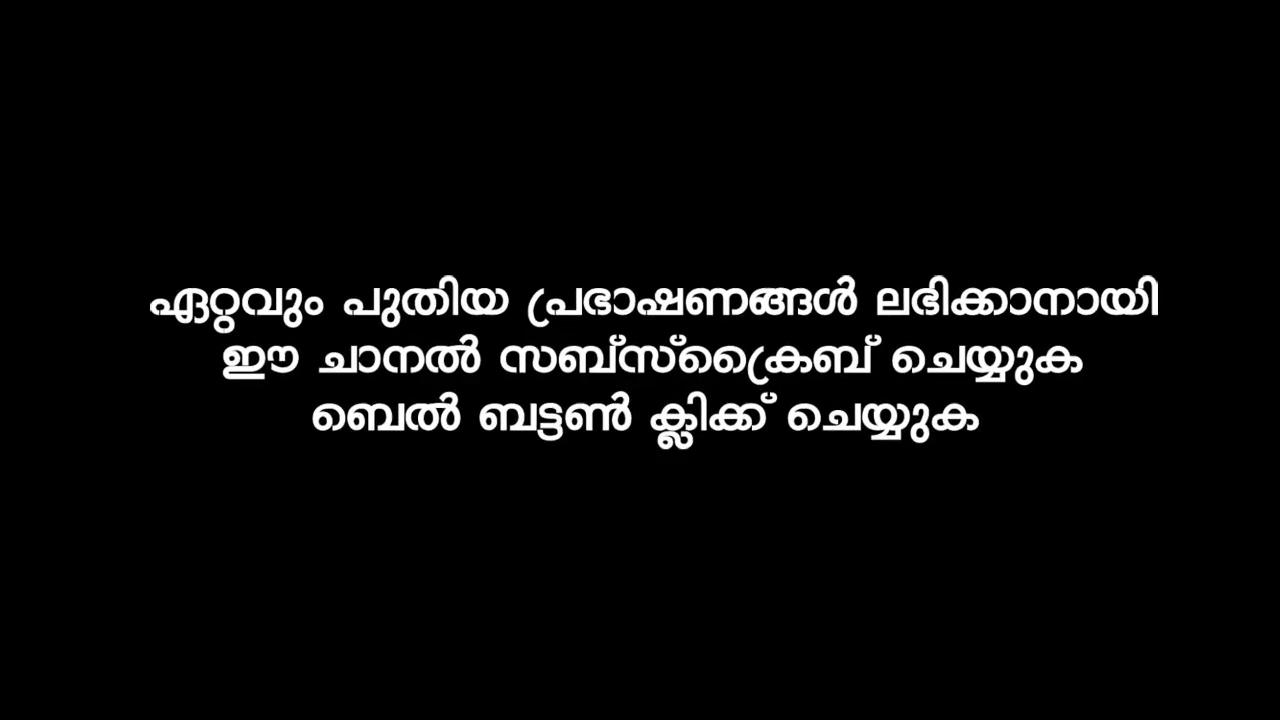 ഏറ്റവും പുതിയ പ്രഭാഷണങ്ങൾ ലഭിക്കാനായി
ഈ ചാനൽ സബ്സ്ക്രൈബ് ചെയ്യുക
ബെൽ ബട്ടൺ ക്ലിക്ക് ചെയ്യുക